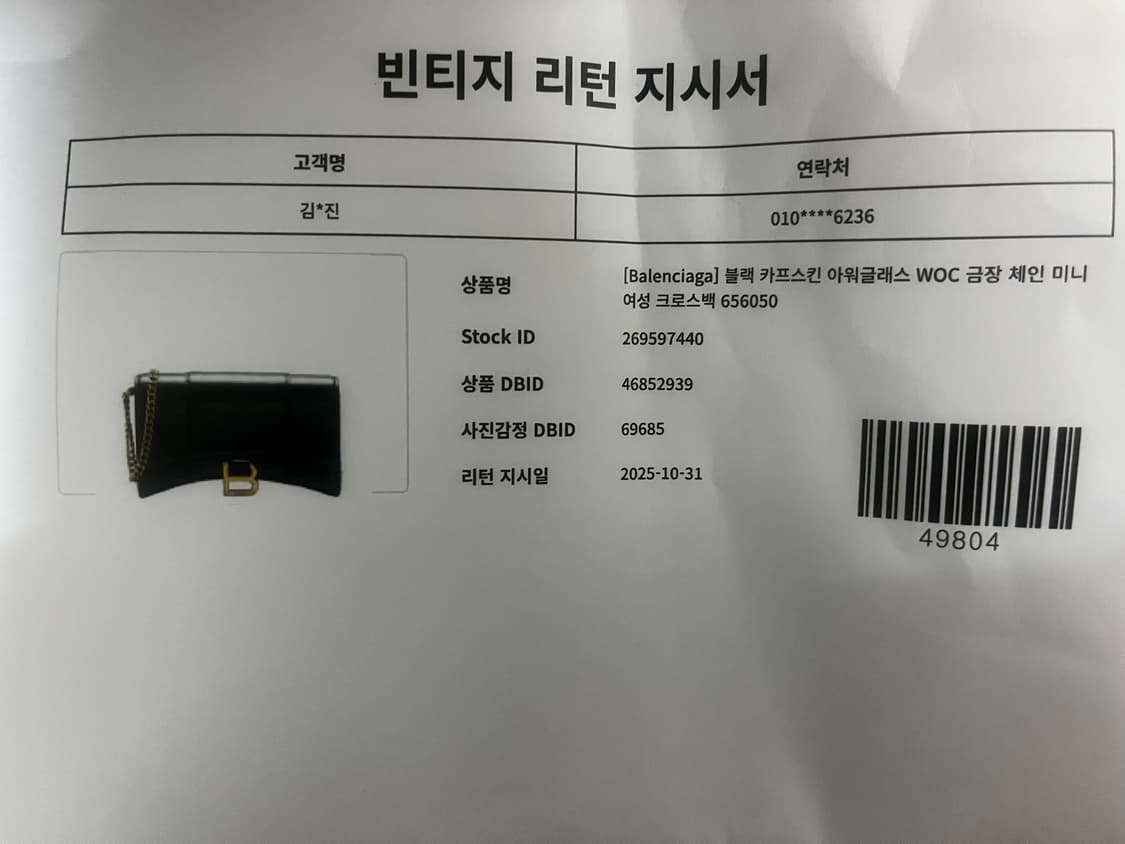 빈티지 리턴 지시서
고객명 연락처
김*진 010****6236
상품명 [Balenciaga] 블랙 카프스킨 아워글래스 WOC 금장 체인 미니
여성 크로스백 656050
Stock ID 269597440
상품 DBID 46852939
사진감정 DBID 69685
리턴 지시일 2025-10-31
B
49804